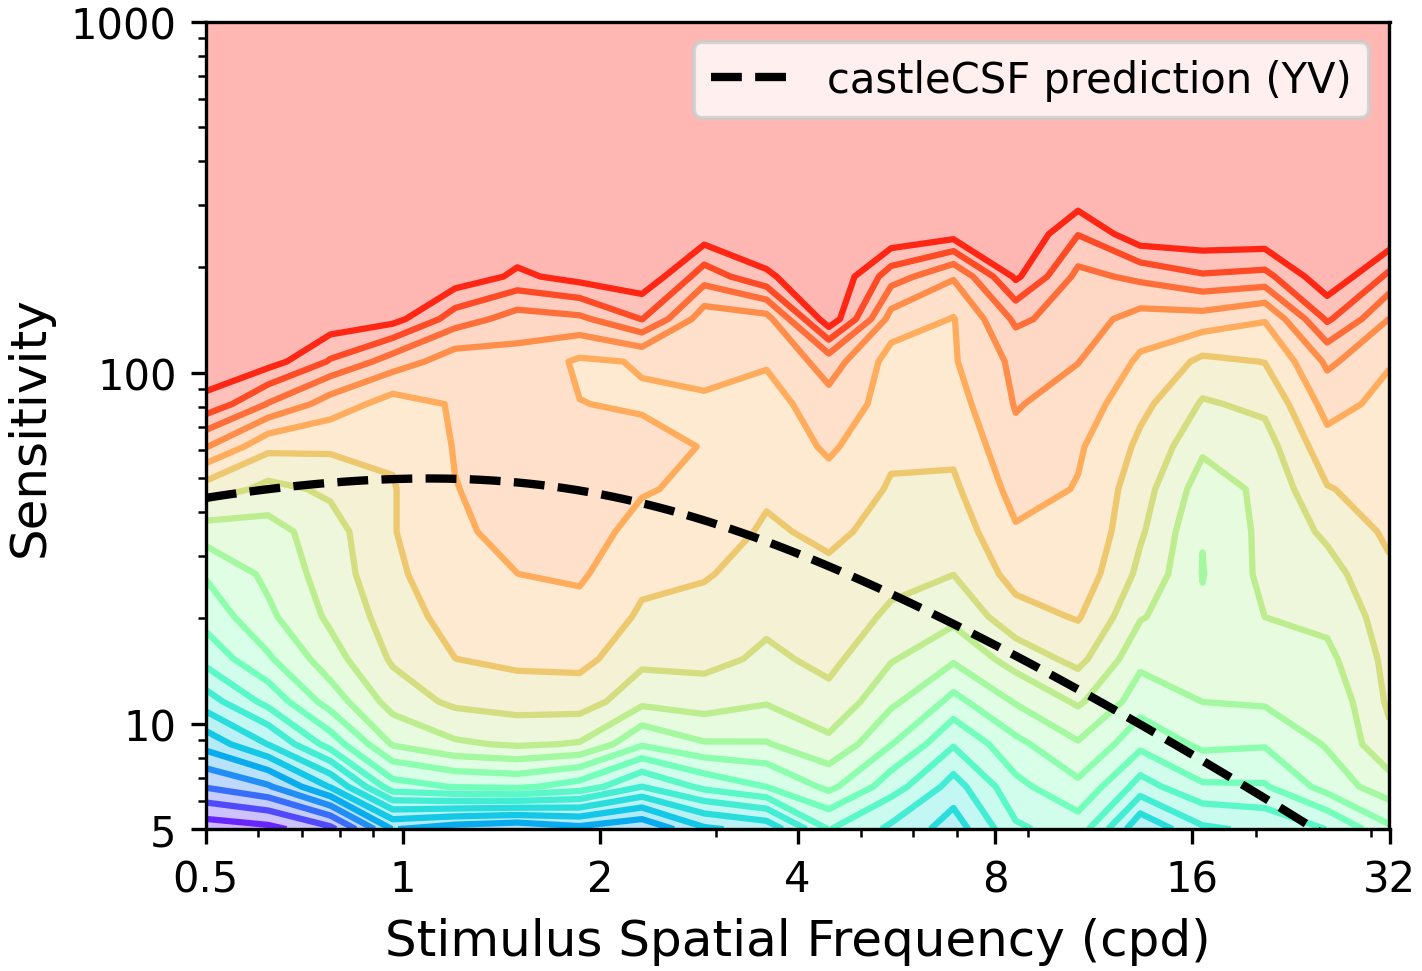 1000
castleCSF prediction (YV)
Sensitivity
100
10
5
0.5 1 2 4 8 16 32
Stimulus Spatial Frequency (cpd)